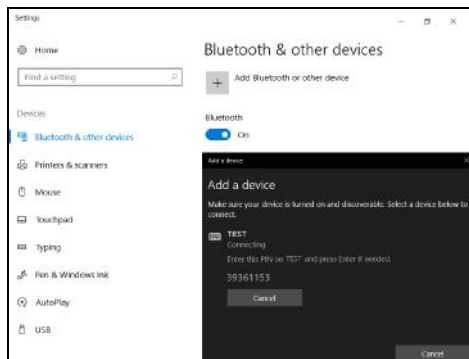 Settings
Home
Find a setting
Devices
Bluetooth & other devices
Printers & scanners
Mouse
Touchpad
Typing
Pen & Windows Ink
AutoPlay
USB
Bluetooth & other devices
Add Bluetooth or other device
Bluetooth
On
Add a device
Add a device
Make sure your device is turned on and discoverable. Select a device below to
connect.
TEST
Connecting
Enter this PIN on TEST and press Enter if needed.
39361153
Cancel
Cancel